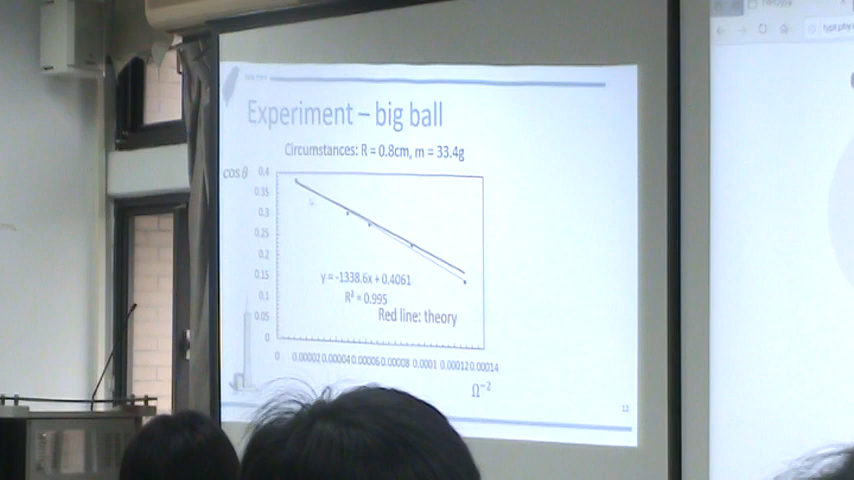 Experiment – big ball
Circumstances: R = 0.8cm, m = 33.4g
cos θ
0.4
0.35
0.3
0.25
0.2
0.15
0.1
0.05
0
y = -1338.6x + 0.4061
R² = 0.995
Red line: theory
0 0.00002 0.00004 0.00006 0.00008 0.0001 0.00012 0.00014
Ω⁻²
12